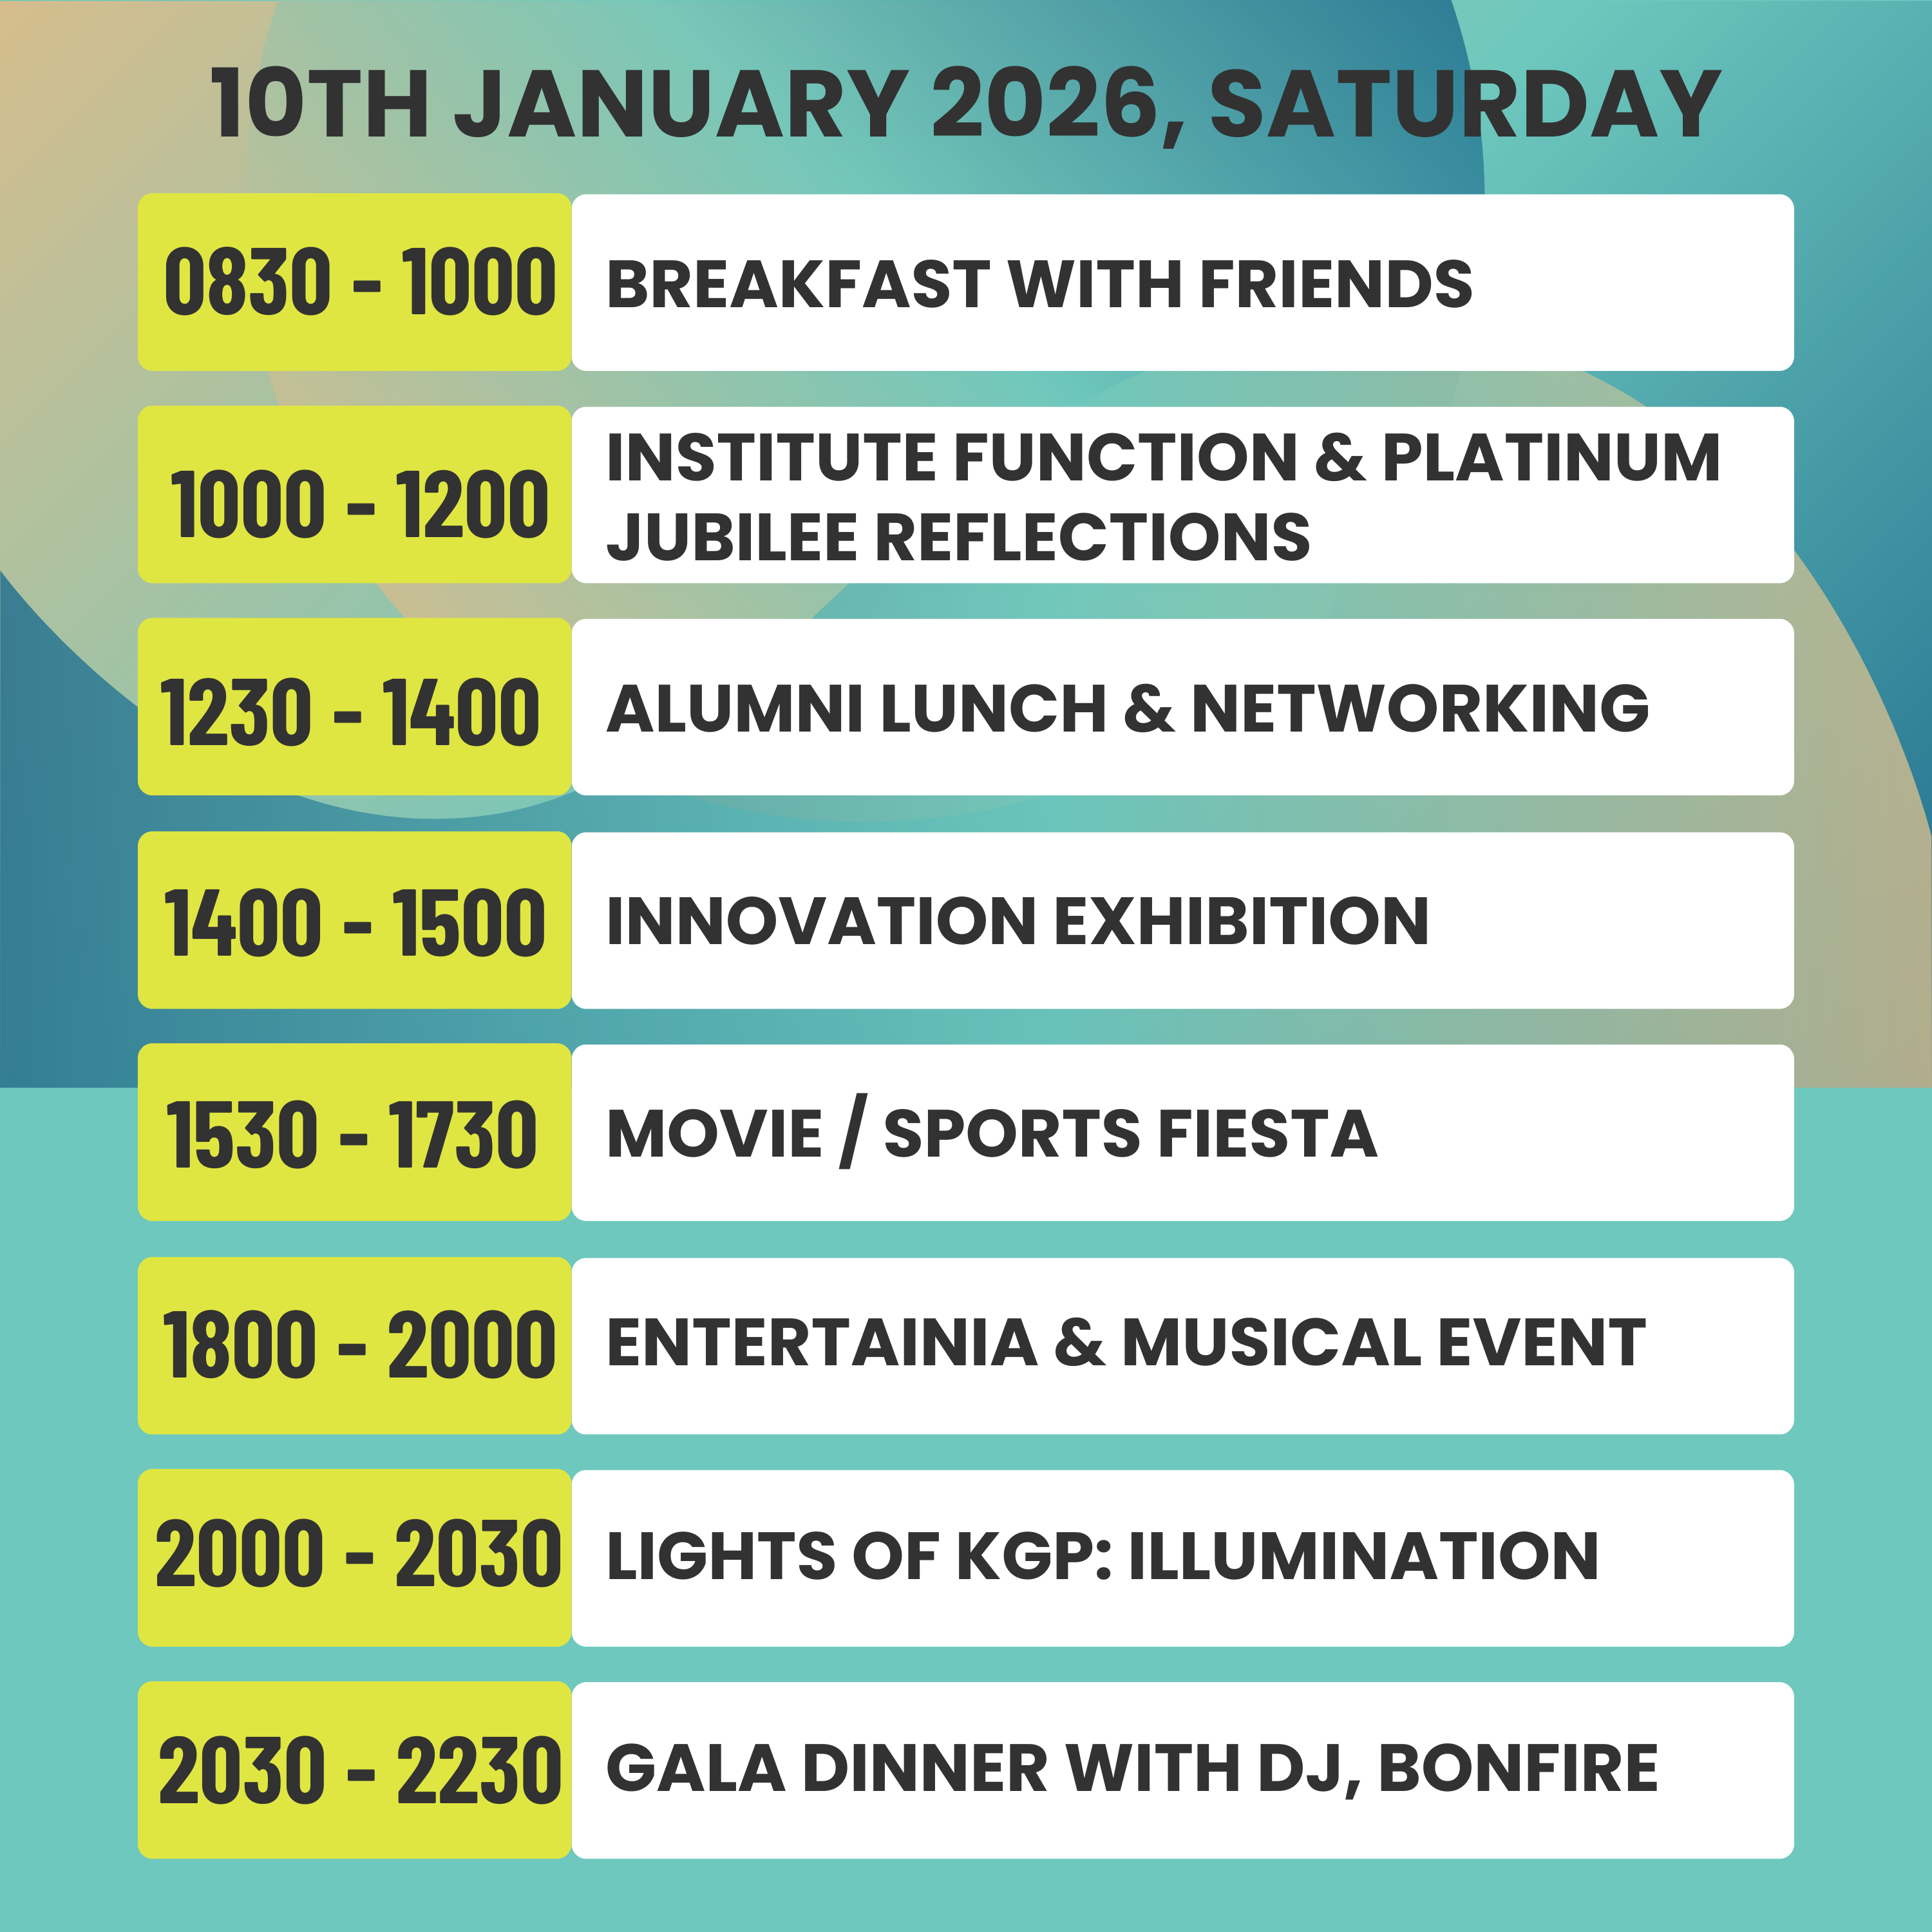 10TH JANUARY 2026, SATURDAY
0830 - 1000
BREAKFAST WITH FRIENDS
1000 - 1200
INSTITUTE FUNCTION & PLATINUM
JUBILEE REFLECTIONS
1230 - 1400
ALUMNI LUNCH & NETWORKING
1400 - 1500
INNOVATION EXHIBITION
1530 - 1730
MOVIE / SPORTS FIESTA
1800 - 2000
ENTERTAINIA & MUSICAL EVENT
2000 - 2030
LIGHTS OF KGP: ILLUMINATION
2030 - 2230
GALA DINNER WITH DJ, BONFIRE